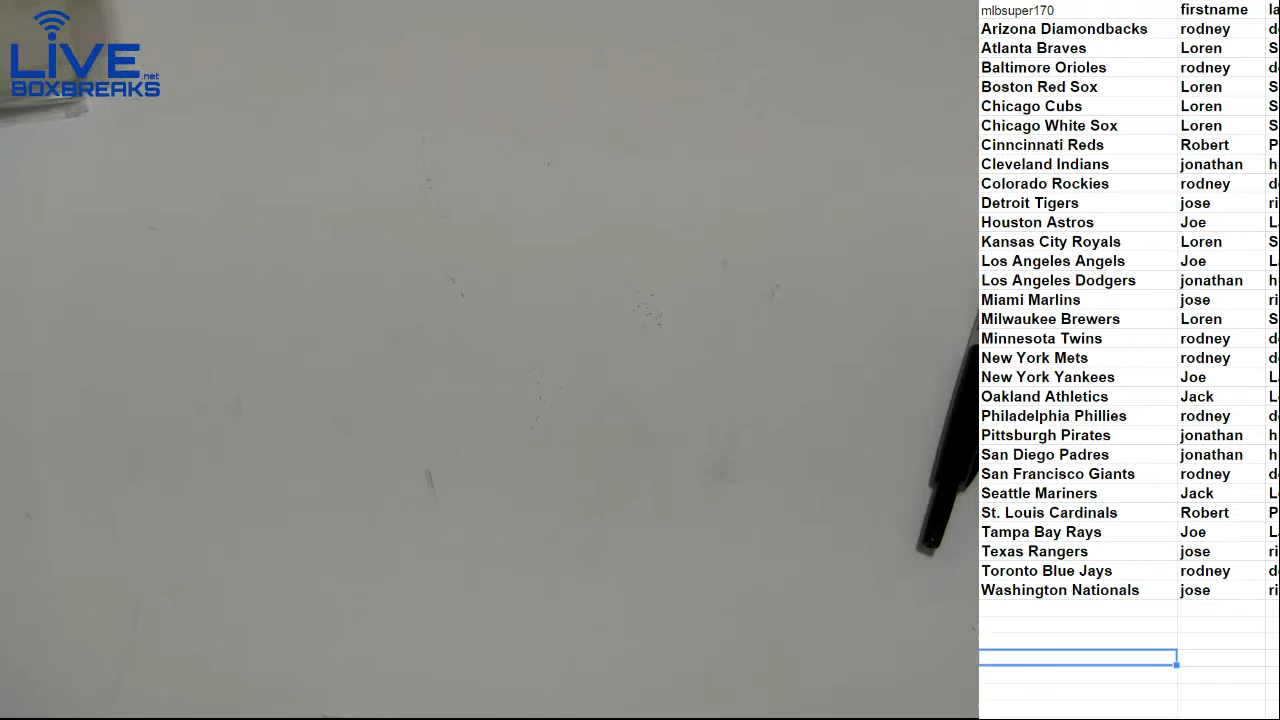 LIVE.net
BOXBREAKS
mlbsuper170 firstname la
Arizona Diamondbacks rodney d
Atlanta Braves Loren S
Baltimore Orioles rodney d
Boston Red Sox Loren S
Chicago Cubs Loren S
Chicago White Sox Loren S
Cinncinnati Reds Robert P
Cleveland Indians jonathan h
Colorado Rockies rodney d
Detroit Tigers jose ri
Houston Astros Joe L
Kansas City Royals Loren S
Los Angeles Angels Joe L
Los Angeles Dodgers jonathan h
Miami Marlins jose ri
Milwaukee Brewers Loren S
Minnesota Twins rodney d
New York Mets rodney d
New York Yankees Joe L
Oakland Athletics Jack L
Philadelphia Phillies rodney d
Pittsburgh Pirates jonathan h
San Diego Padres jonathan h
San Francisco Giants rodney d
Seattle Mariners Jack L
St. Louis Cardinals Robert P
Tampa Bay Rays Joe L
Texas Rangers jose ri
Toronto Blue Jays rodney d
Washington Nationals jose ri